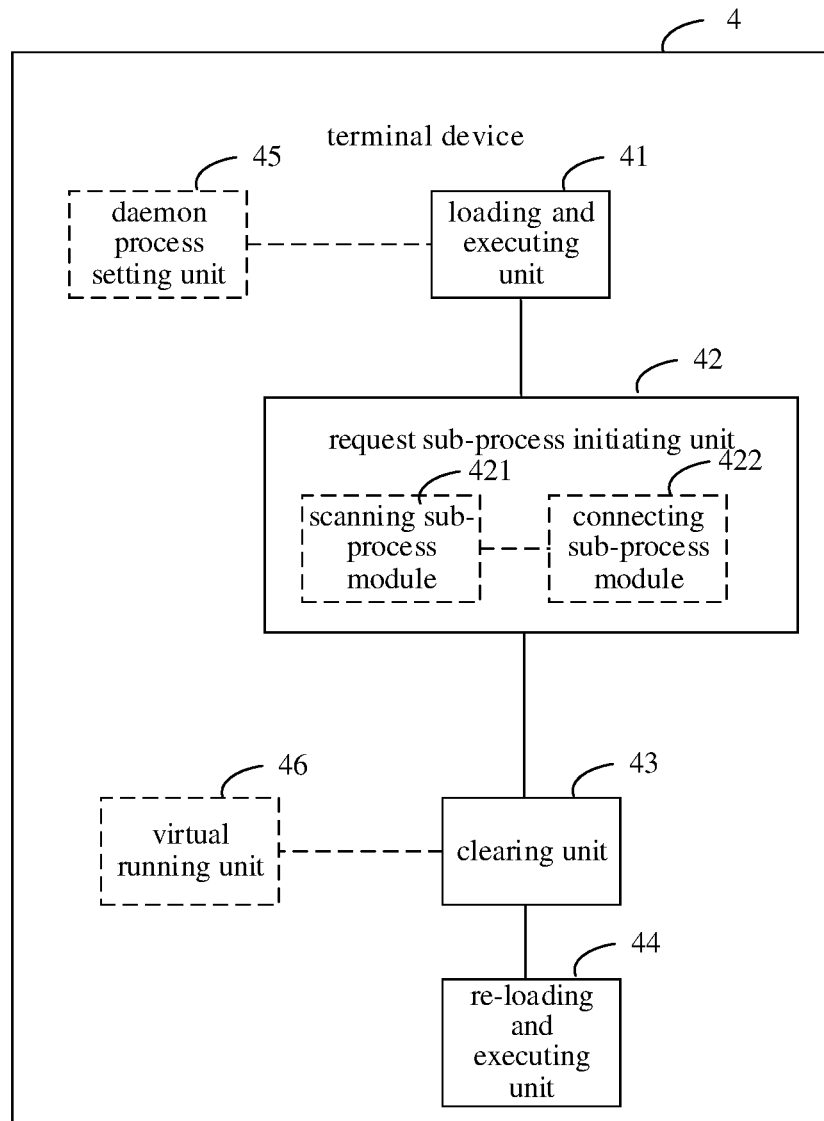 4
terminal device
45
daemon
process
setting unit
41
loading and
executing
unit
42
request sub-process initiating unit
421
scanning sub-
process
module
422
connecting
sub-process
module
46
virtual
running unit
43
clearing unit
44
re-loading
and
executing
unit